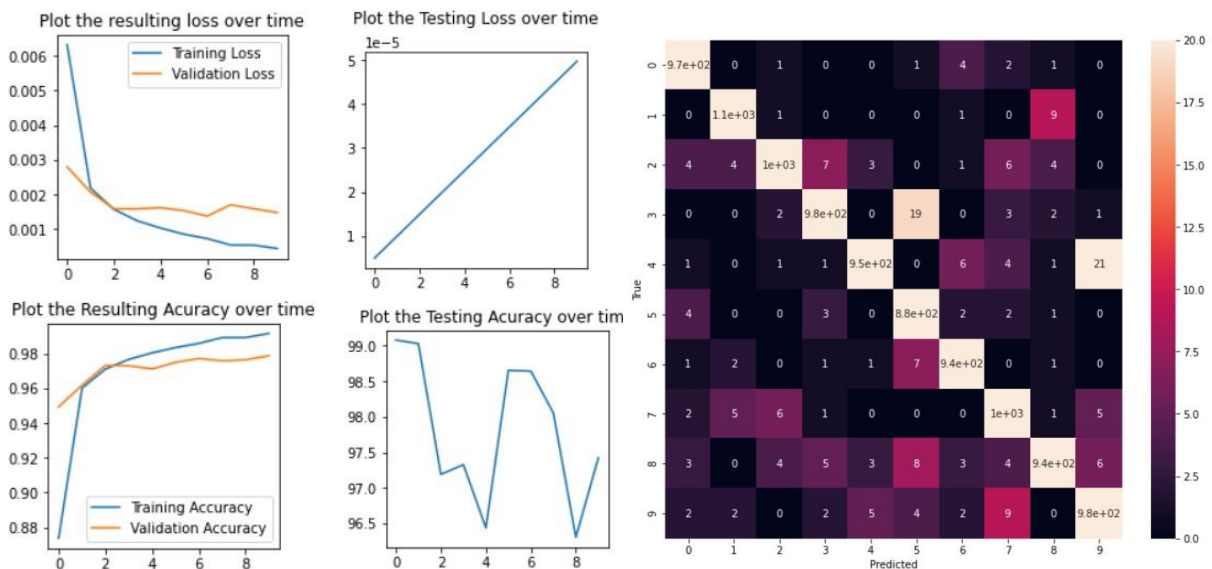 Plot the resulting loss over time
0.006
0.005
0.004
0.003
0.002
0.001
Training Loss
Validation Loss
0 2 4 6 8
Plot the Testing Loss over time
1e−5
5
4
3
2
1
0 2 4 6 8
Plot the Resulting Accuracy over time
0.98
0.96
0.94
0.92
0.90
0.88
Training Accuracy
Validation Accuracy
0 2 4 6 8
Plot the Testing Acuracy over tim
99.0
98.5
98.0
97.5
97.0
96.5
0 2 4 6 8
True
0 9.7e+02 0 1 0 0 1 4 2 1 0
1 0 1.1e+03 1 0 0 0 1 0 9 0
2 4 4 1e+03 7 3 0 1 6 4 0
3 0 0 2 9.8e+02 0 19 0 3 2 1
4 1 0 1 1 9.5e+02 0 6 4 1 21
5 4 0 0 3 0 8.8e+02 2 2 1 0
6 1 2 0 1 1 7 9.4e+02 0 1 0
7 2 5 6 1 0 0 0 1e+03 1 5
8 3 0 4 5 3 8 3 4 9.4e+02 6
9 2 2 0 2 5 4 2 9 0 9.8e+02
0 1 2 3 4 5 6 7 8 9
Predicted
20.0
17.5
15.0
12.5
10.0
7.5
5.0
2.5
0.0